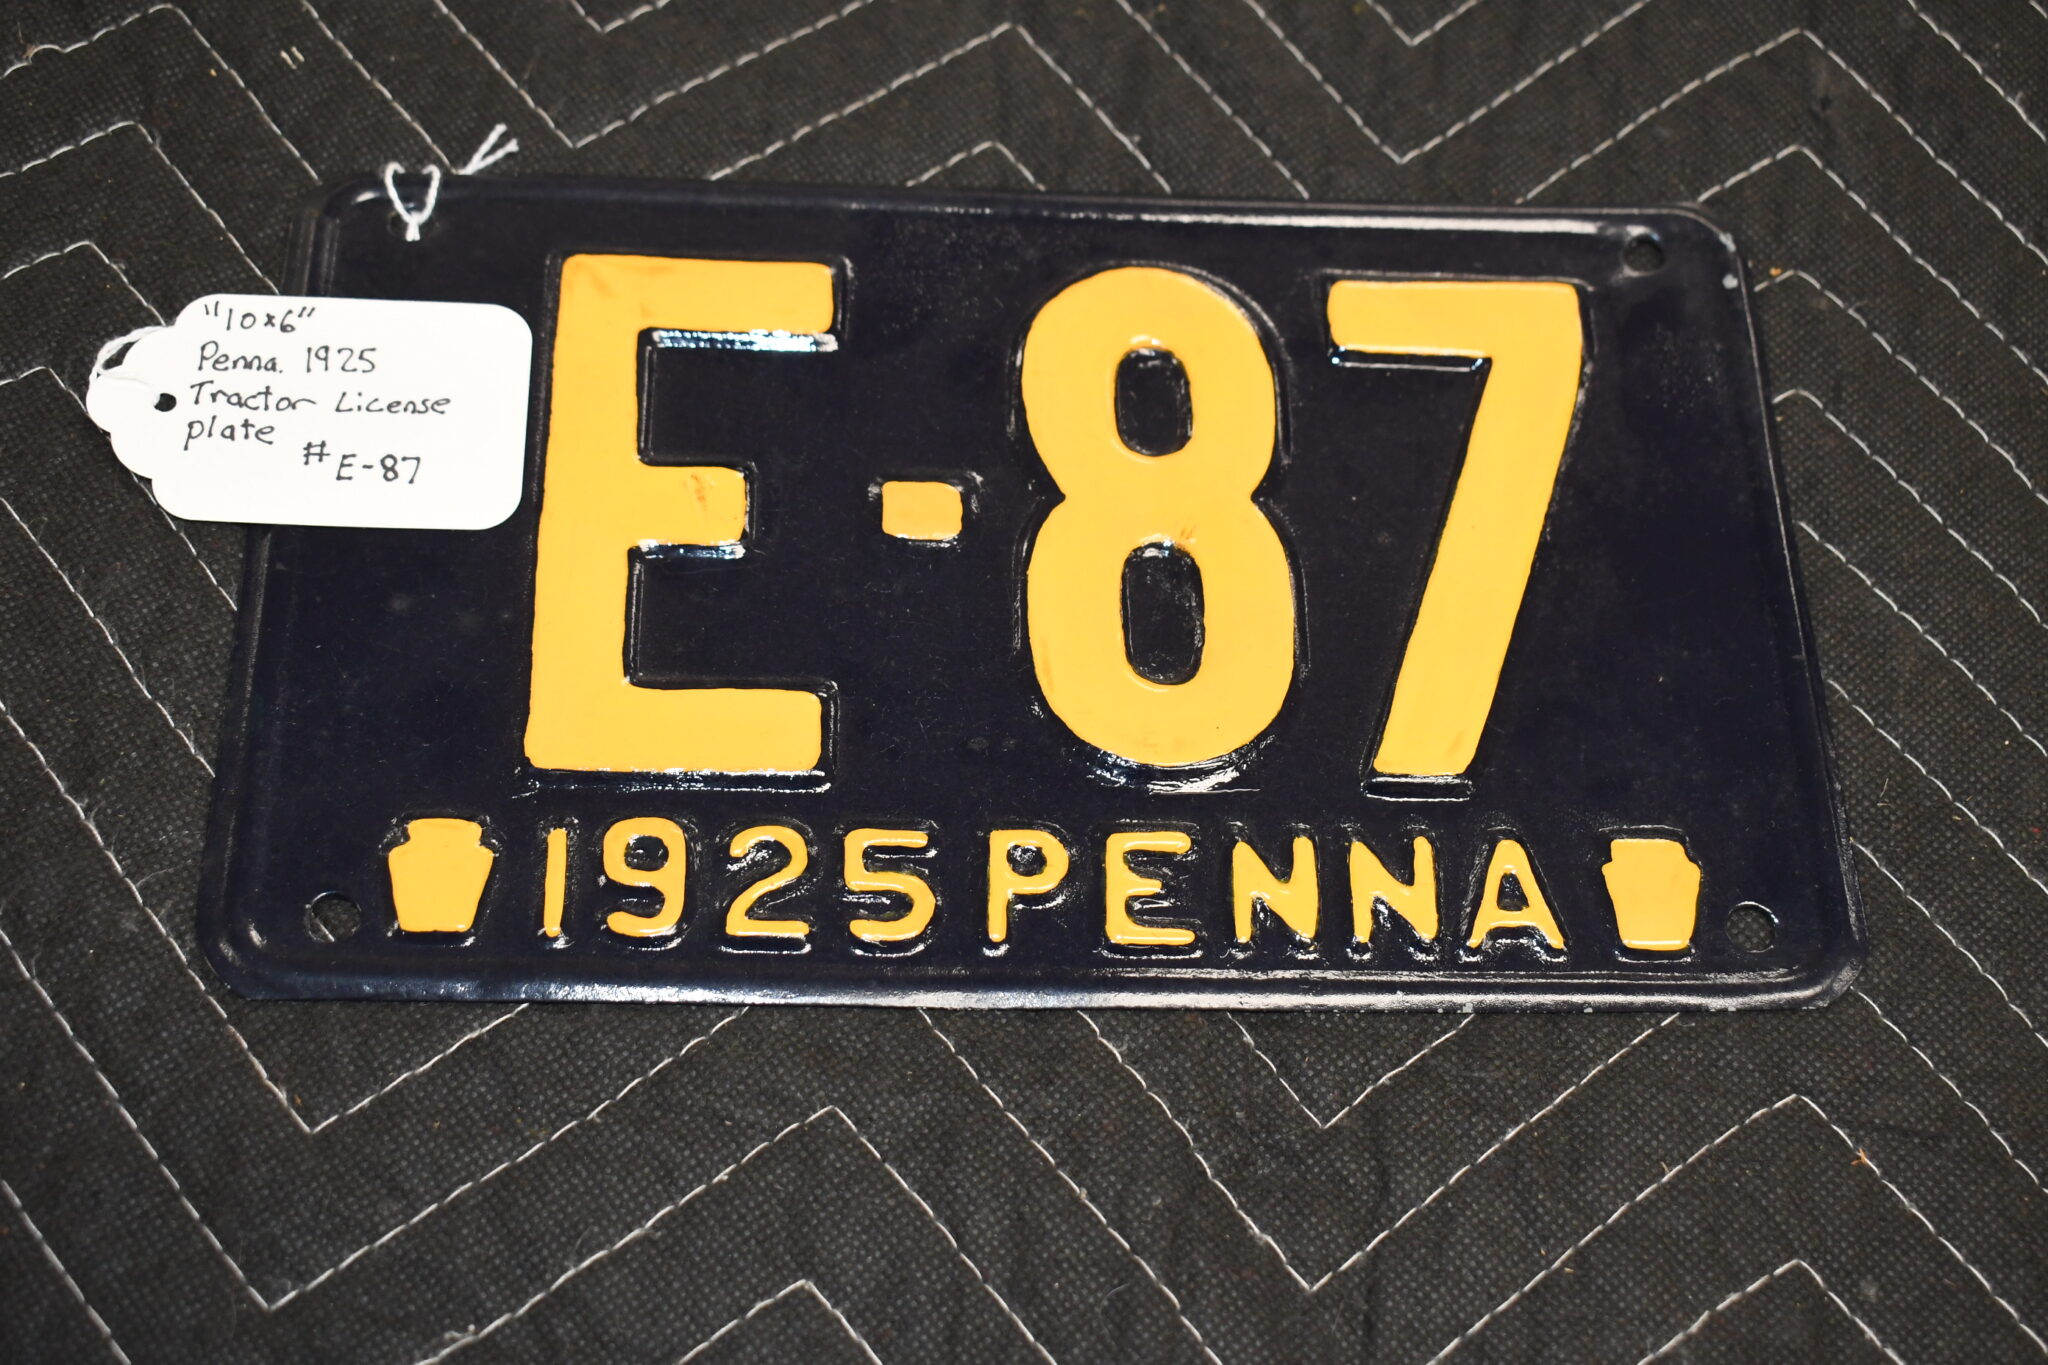 "10x6"
Penna. 1925
Tractor License
plate
# E-87
E-87
1925 PENNA